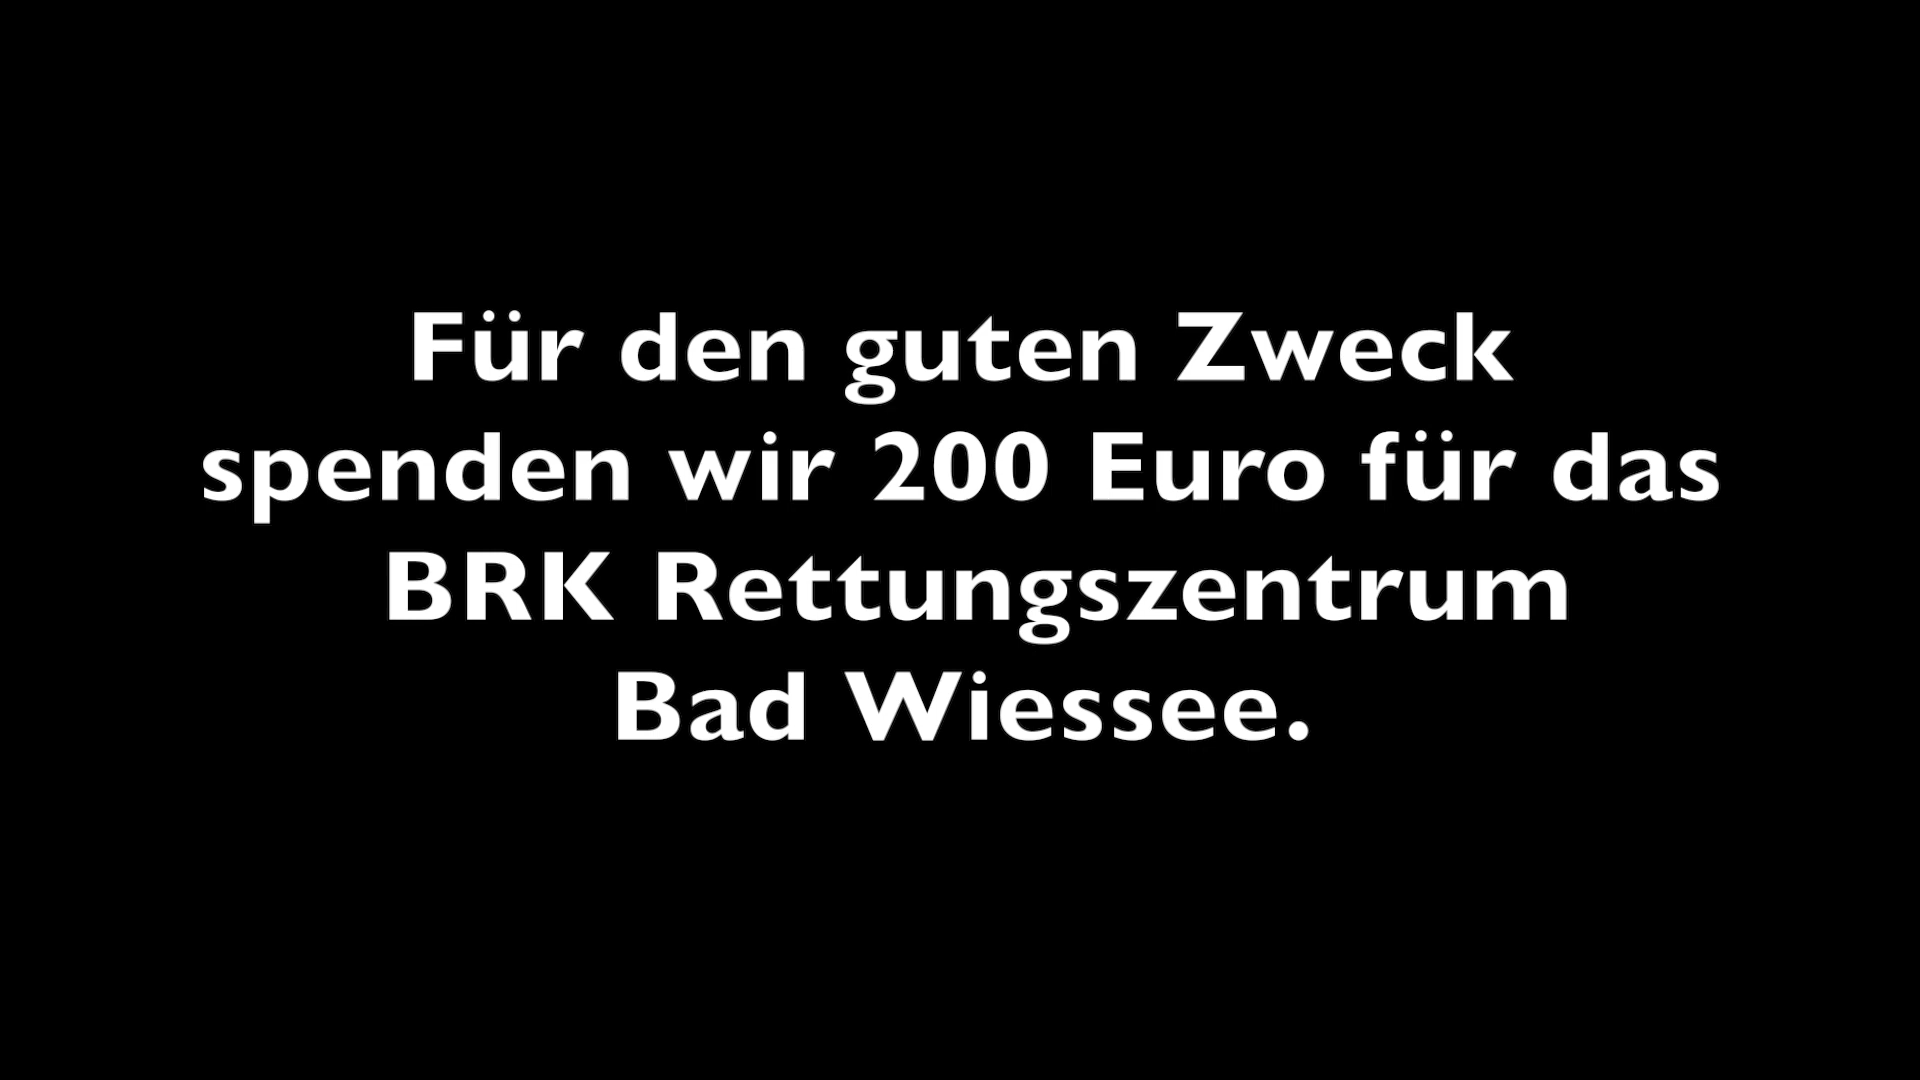 Für den guten Zweck
spenden wir 200 Euro für das
BRK Rettungszentrum
Bad Wiessee.